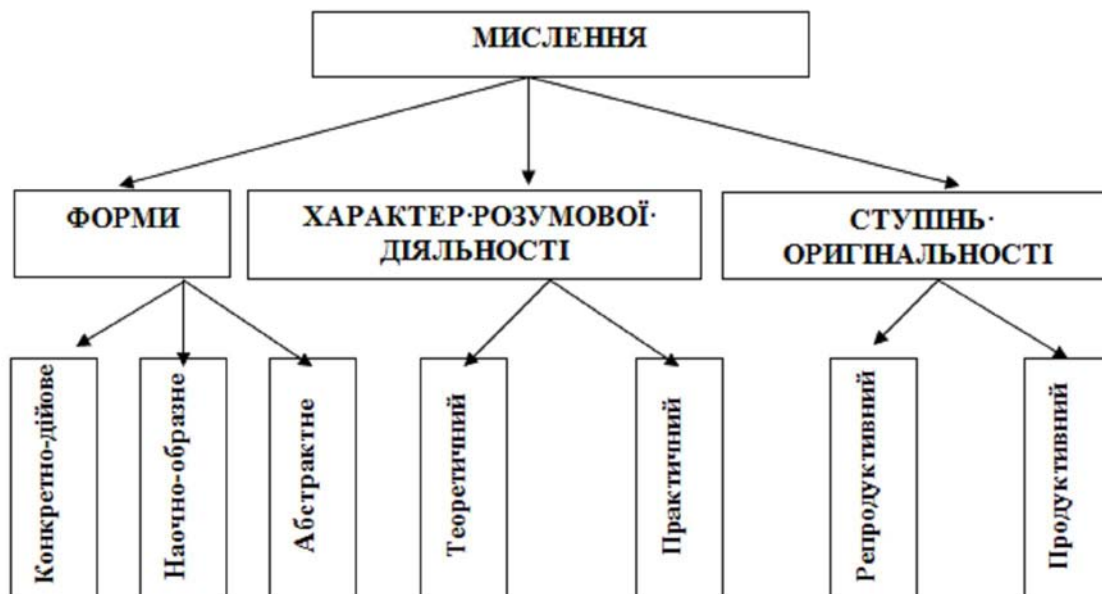 МИСЛЕННЯ
ФОРМИ
ХАРАКТЕР·РОЗУМОВОЇ·
ДІЯЛЬНОСТІ
СТУПІНЬ·
ОРИГІНАЛЬНОСТІ
Конкретно-дійове
Наочно-образне
Абстрактне
Теоретичний
Практичний
Репродуктивний
Продуктивний